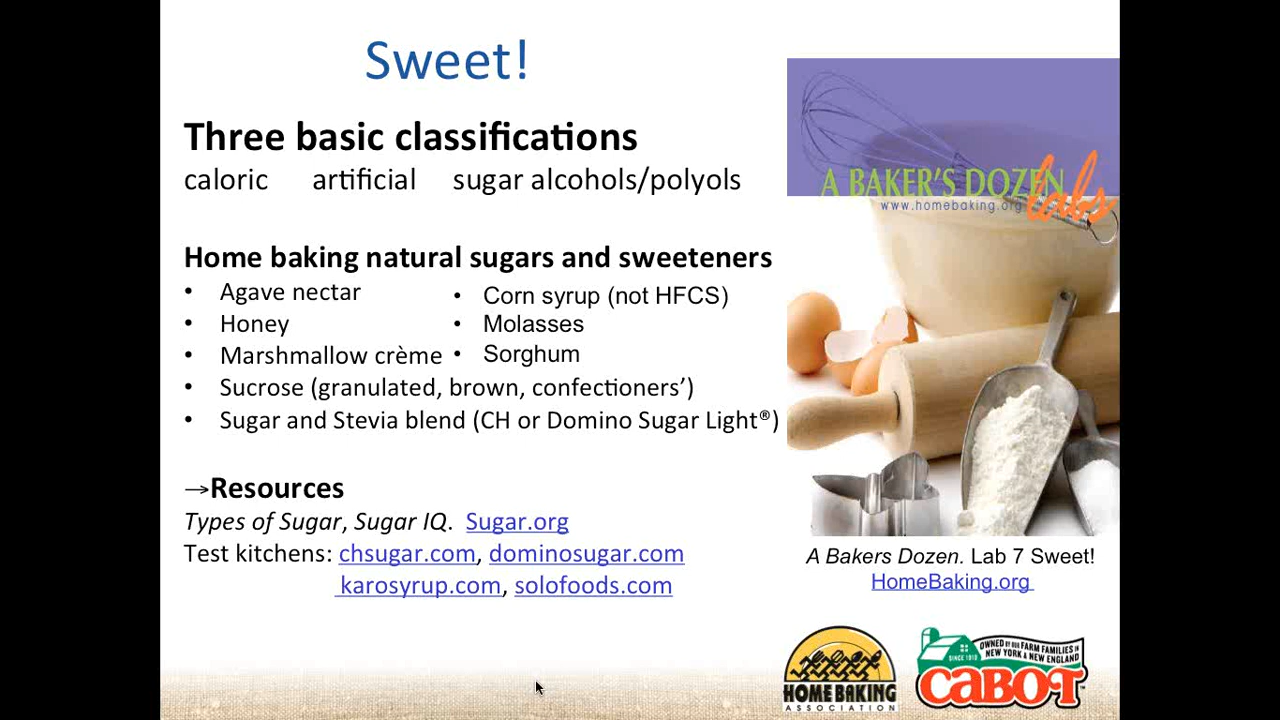 Sweet!
Three basic classifications
caloric artificial sugar alcohols/polyols
Home baking natural sugars and sweeteners
• Agave nectar
• Honey
• Marshmallow crème
• Corn syrup (not HFCS)
• Molasses
• Sorghum
• Sucrose (granulated, brown, confectioners’)
• Sugar and Stevia blend (CH or Domino Sugar Light®)
→Resources
Types of Sugar, Sugar IQ. Sugar.org
Test kitchens: chsugar.com, dominosugar.com
karosyrup.com, solofoods.com
A BAKER'S DOZEN
labs
www.homebaking.org
A Bakers Dozen. Lab 7 Sweet!
HomeBaking.org
HOME BAKING
ASSOCIATION
SINCE 1919
OWNED BY OUR FARM FAMILIES IN
NEW YORK & NEW ENGLAND
CABOT